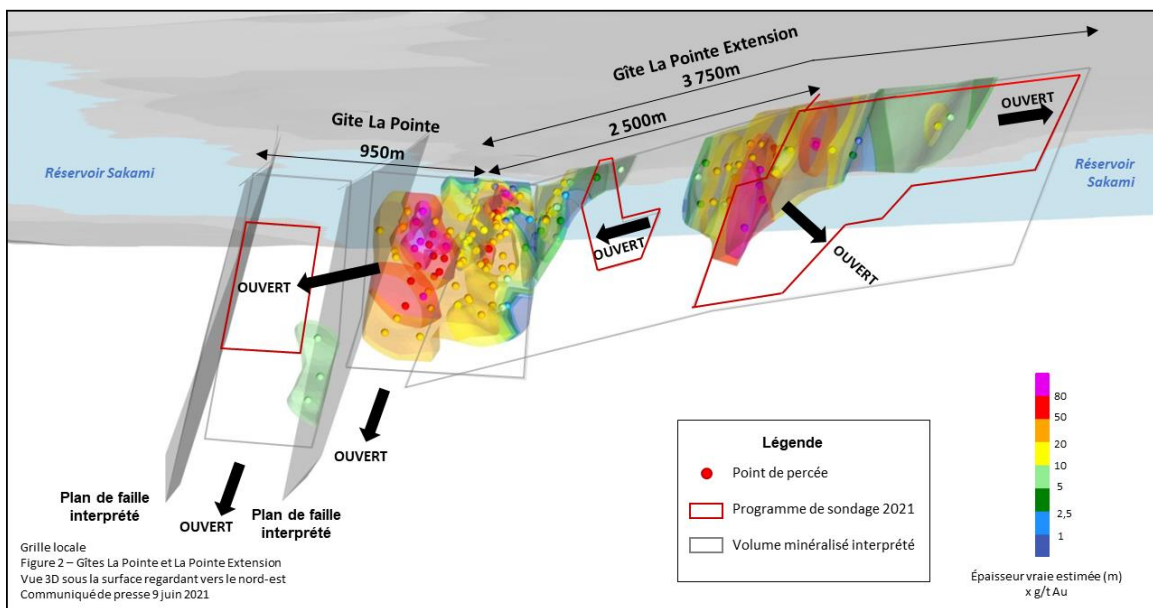 Gîte La Pointe Extension
3 750m
2 500m
Gite La Pointe
950m
Réservoir Sakami
Réservoir
Sakami
OUVERT
OUVERT
OUVERT
OUVERT
OUVERT
OUVERT
Plan de faille
interprété
Plan de faille
interprété
Légende
Point de percée
Programme de sondage 2021
Volume minéralisé interprété
80
50
20
10
5
2,5
1
Épaisseur vraie estimée (m)
x g/t Au
Grille locale
Figure 2 – Gîtes La Pointe et La Pointe Extension
Vue 3D sous la surface regardant vers le nord-est
Communiqué de presse 9 juin 2021